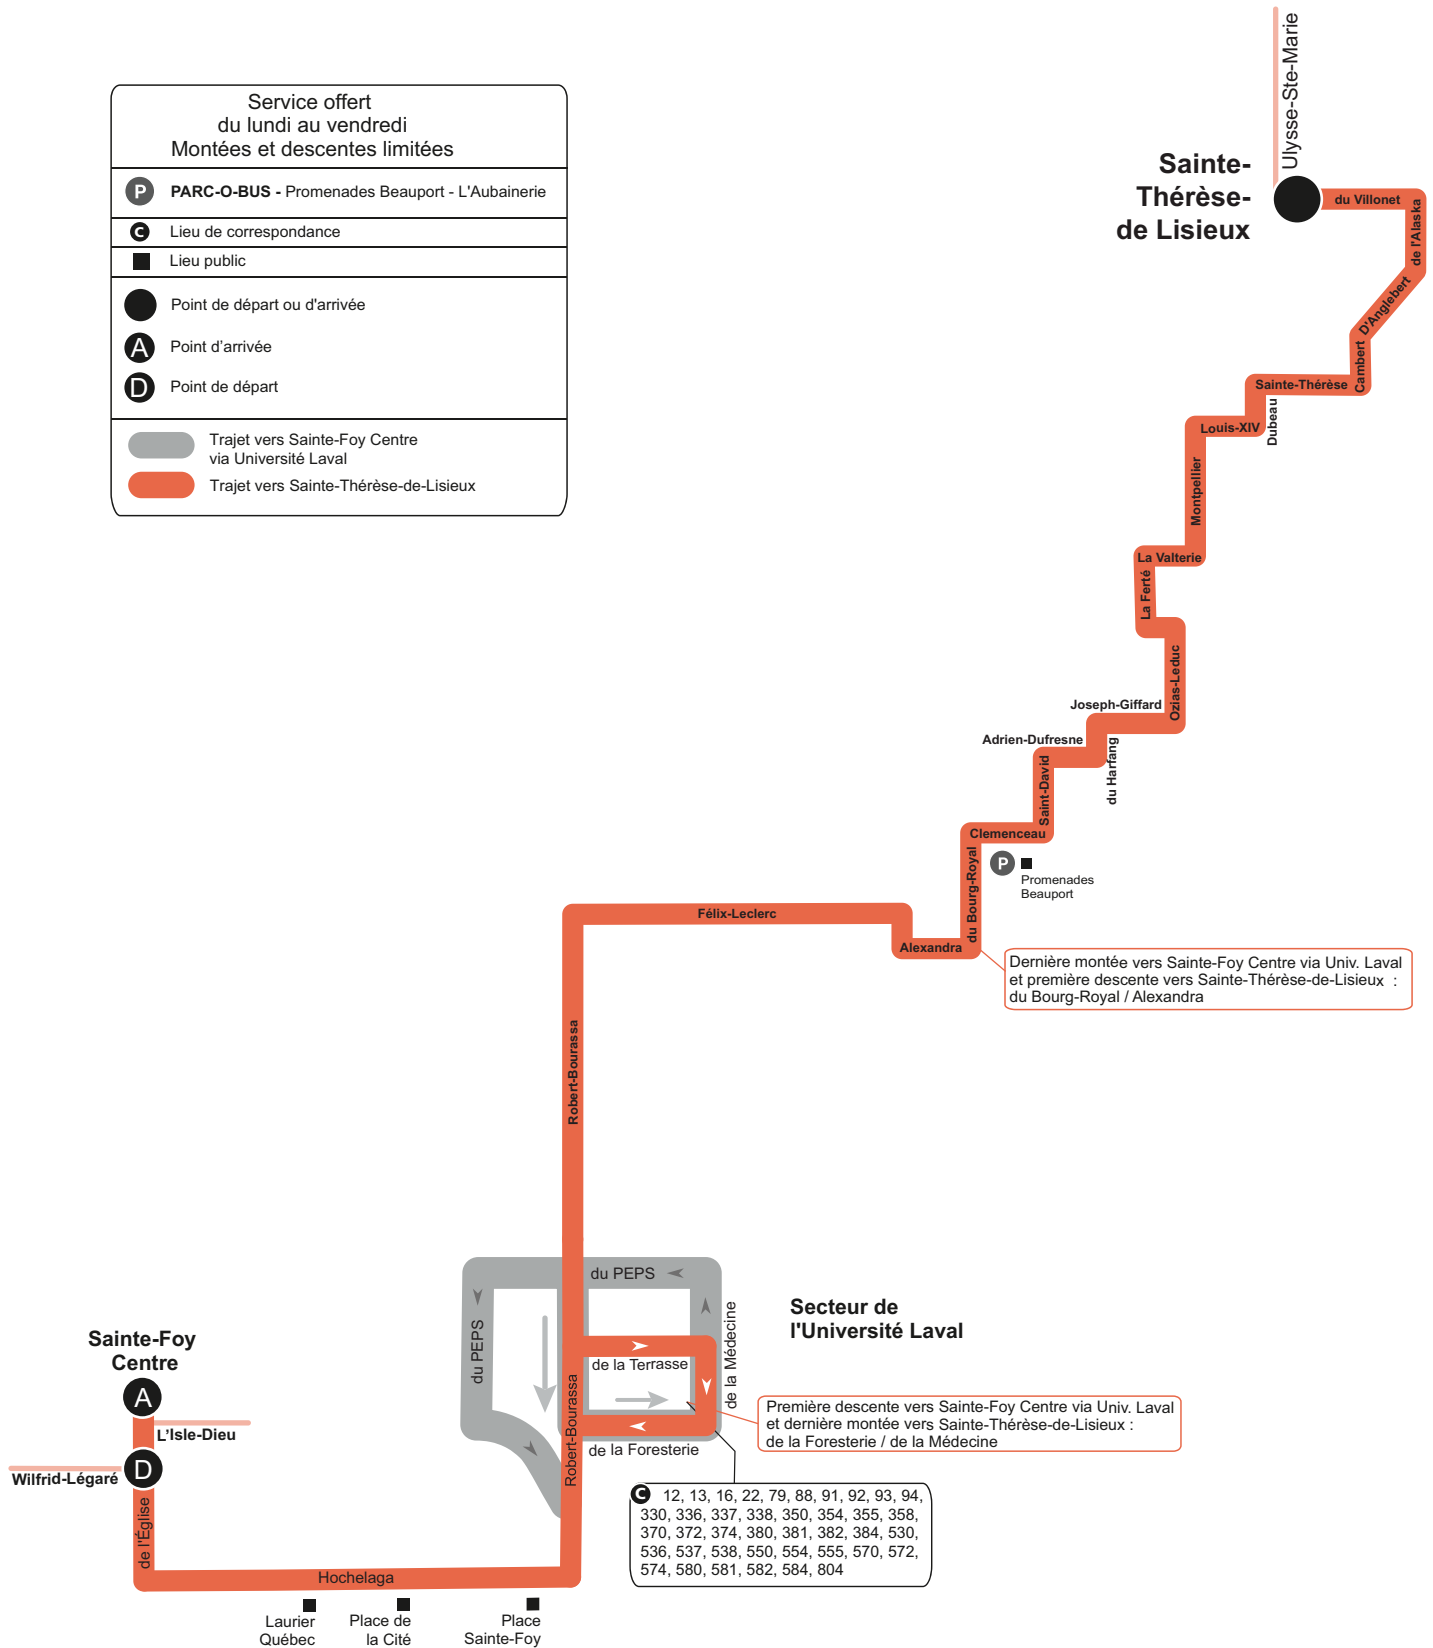 Service offert
du lundi au vendredi
Montées et descentes limitées
P PARC-O-BUS - Promenades Beauport - L'Aubainerie
C Lieu de correspondance
Lieu public
Point de départ ou d'arrivée
A Point d'arrivée
D Point de départ
Trajet vers Sainte-Foy Centre
via Université Laval
Trajet vers Sainte-Thérèse-de-Lisieux
Ulysse-Ste-Marie
Sainte-
Thérèse-
de Lisieux
du Villonet
de l'Alaska
D'Anglebert
Cambert
Sainte-Thérèse
Dubeau
Louis-XIV
Montpellier
La Valterie
La Ferté
Ozias-Leduc
Joseph-Giffard
du Harfang
Adrien-Dufresne
Saint-David
Clemenceau
P
Promenades
Beauport
du Bourg-Royal
Alexandra
Félix-Leclerc
Dernière montée vers Sainte-Foy Centre via Univ. Laval
et première descente vers Sainte-Thérèse-de-Lisieux :
du Bourg-Royal / Alexandra
Robert-Bourassa
du PEPS
du PEPS
de la Médecine
Secteur de
l'Université Laval
de la Terrasse
de la Foresterie
Robert-Bourassa
Première descente vers Sainte-Foy Centre via Univ. Laval
et dernière montée vers Sainte-Thérèse-de-Lisieux :
de la Foresterie / de la Médecine
C 12, 13, 16, 22, 79, 88, 91, 92, 93, 94,
330, 336, 337, 338, 350, 354, 355, 358,
370, 372, 374, 380, 381, 382, 384, 530,
536, 537, 538, 550, 554, 555, 570, 572,
574, 580, 581, 582, 584, 804
Sainte-Foy
Centre
A
L'Isle-Dieu
D
Wilfrid-Légaré
de l'Église
Hochelaga
Laurier
Québec
Place de
la Cité
Place
Sainte-Foy